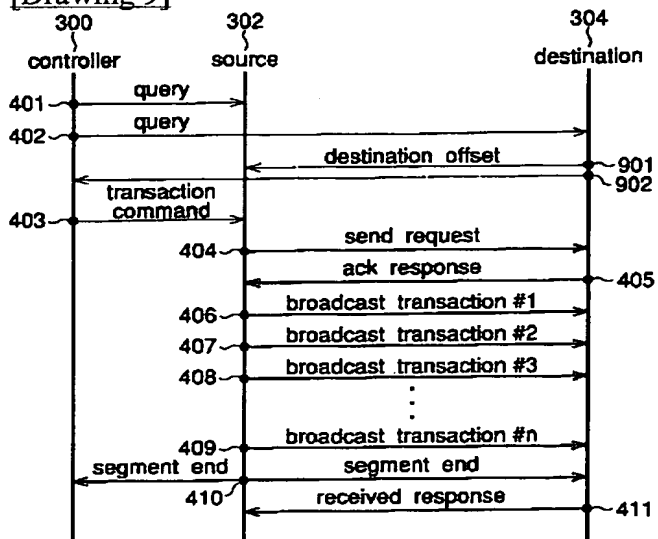 [Drawing 9]
300 302 304
controller source destination
401 query
402 query
destination offset 901
902
transaction
command
403
404 send request
ack response 405
406 broadcast transaction #1
407 broadcast transaction #2
408 broadcast transaction #3
409 broadcast transaction #n
segment end segment end
410
received response 411